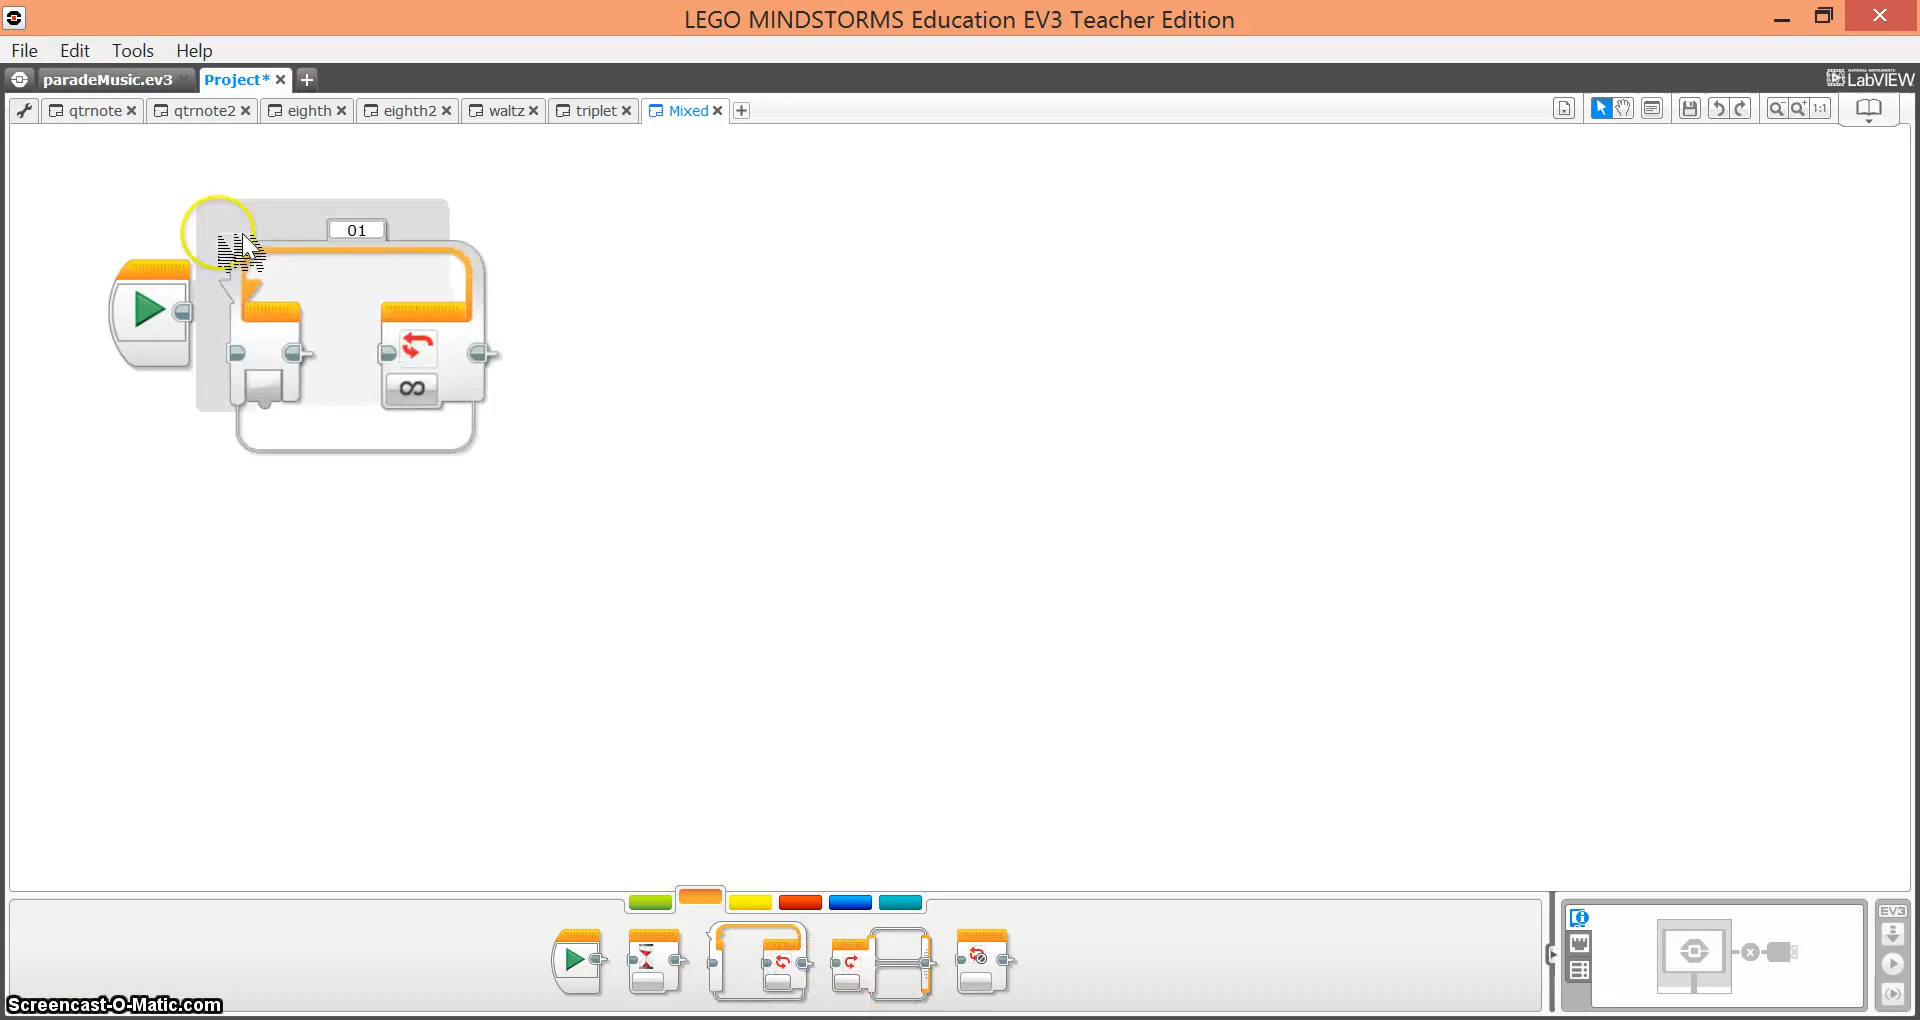 LEGO MINDSTORMS Education EV3 Teacher Edition
File Edit Tools Help
paradeMusic.ev3 Project* +
LabVIEW
qtrnote qtrnote2 eighth eighth2 waltz triplet Mixed
1:1
01
∞
EV3
Screencast-O-Matic.com